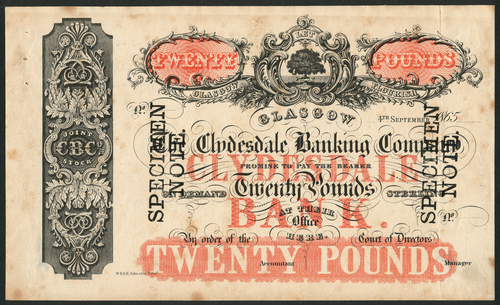 TWENTY
LET
POUNDS
GLASGOW
FLOURISH
GLASGOW
No.
4TH SEPTEMBER 1865
The Clydesdale Banking Company
CLYDESDALE
PROMISE TO PAY THE BEARER
ON DEMAND
Twenty Pounds
STERLING
BANK.
AT THEIR
Office
HERE
No.
By order of the
Court of Directors
TWENTY POUNDS
Accountant
Manager
SPECIMEN
NOTE.
SPECIMEN
NOTE.
JOINT
CBCo
STOCK